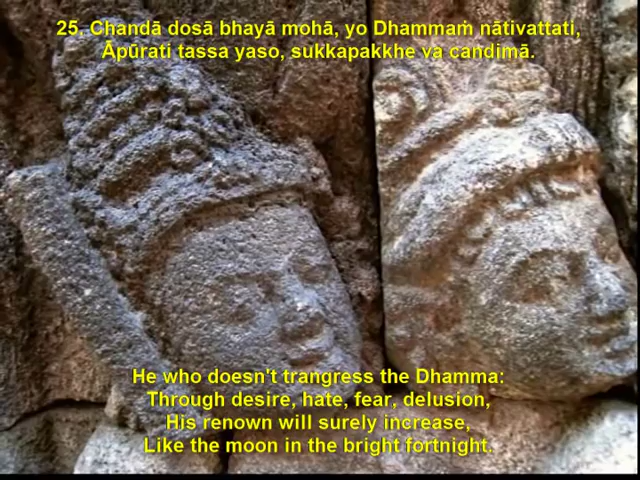 25. Chandā dosā bhayā mohā, yo Dhammaṁ nātivattati,
Āpūrati tassa yaso, sukkapakkhe va candimā.
He who doesn't trangress the Dhamma:
Through desire, hate, fear, delusion,
His renown will surely increase,
Like the moon in the bright fortnight.